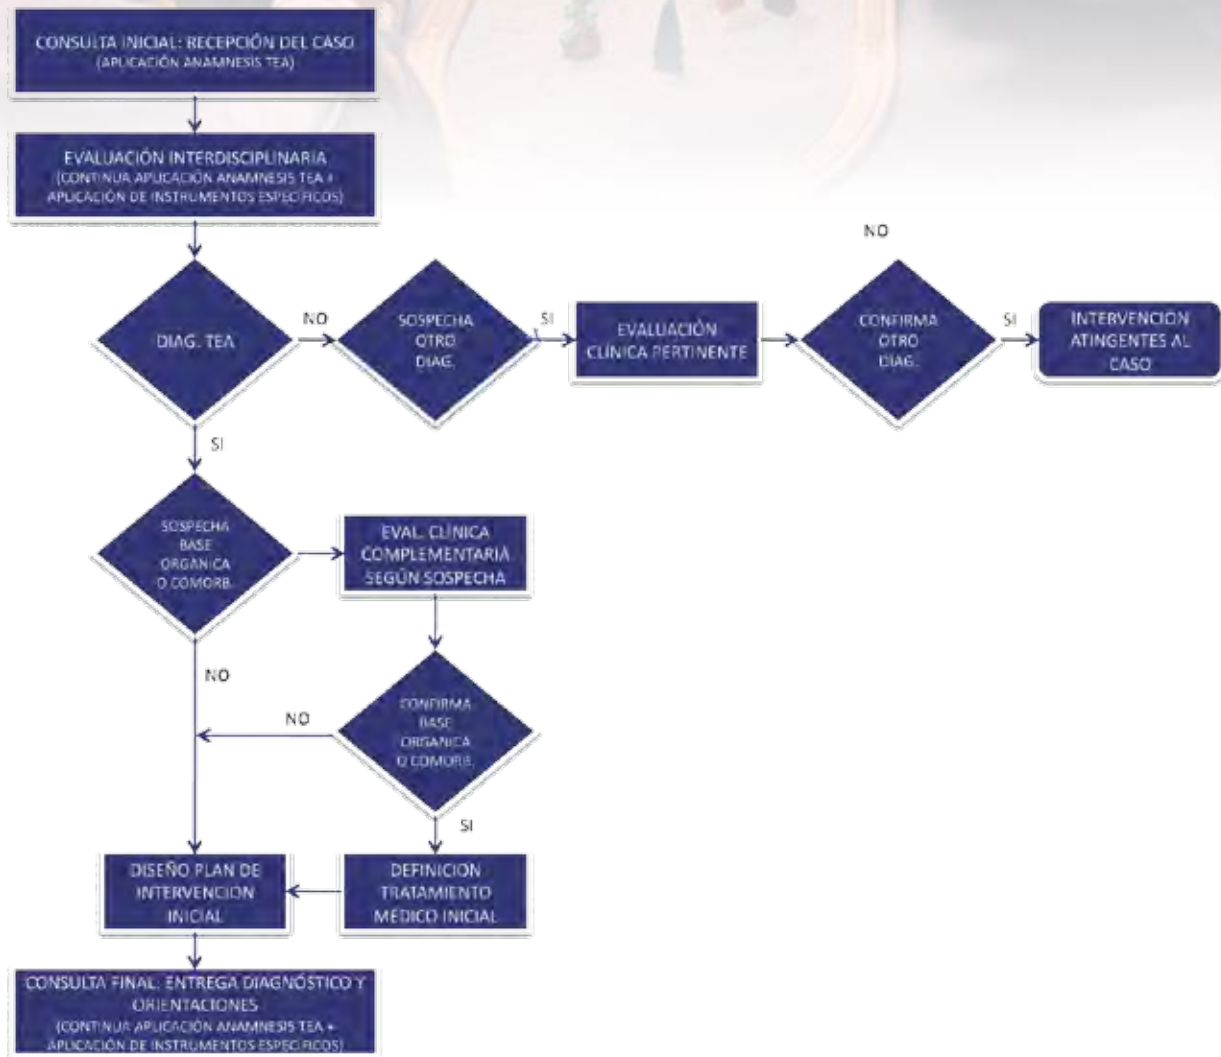 CONSULTA INICIAL: RECEPCIÓN DEL CASO
(APLICACIÓN ANAMNESIS TEA)
EVALUACIÓN INTERDISCIPLINARIA
(CONTINUA APLICACIÓN ANAMNESIS TEA +
APLICACIÓN DE INSTRUMENTOS ESPECIFICOS)
DIAG. TEA
NO
SOSPECHA
OTRO
DIAG.
SI
EVALUACIÓN
CLÍNICA PERTINENTE
NO
CONFIRMA
OTRO
DIAG.
SI
INTERVENCION
ATINGENTES AL
CASO
SI
SOSPECHA
BASE
ORGANICA
O COMORB.
EVAL. CLÍNICA
COMPLEMENTARIA
SEGÚN SOSPECHA
NO
CONFIRMA
BASE
ORGANICA
O COMORB.
NO
SI
DISEÑO PLAN DE
INTERVENCIÓN
INICIAL
DEFINICION
TRATAMIENTO
MEDICO INICIAL
CONSULTA FINAL: ENTREGA DIAGNÓSTICO Y
ORIENTACIONES
(CONTINUA APLICACIÓN ANAMNESIS TEA +
APLICACIÓN DE INSTRUMENTOS ESPECIFICOS)